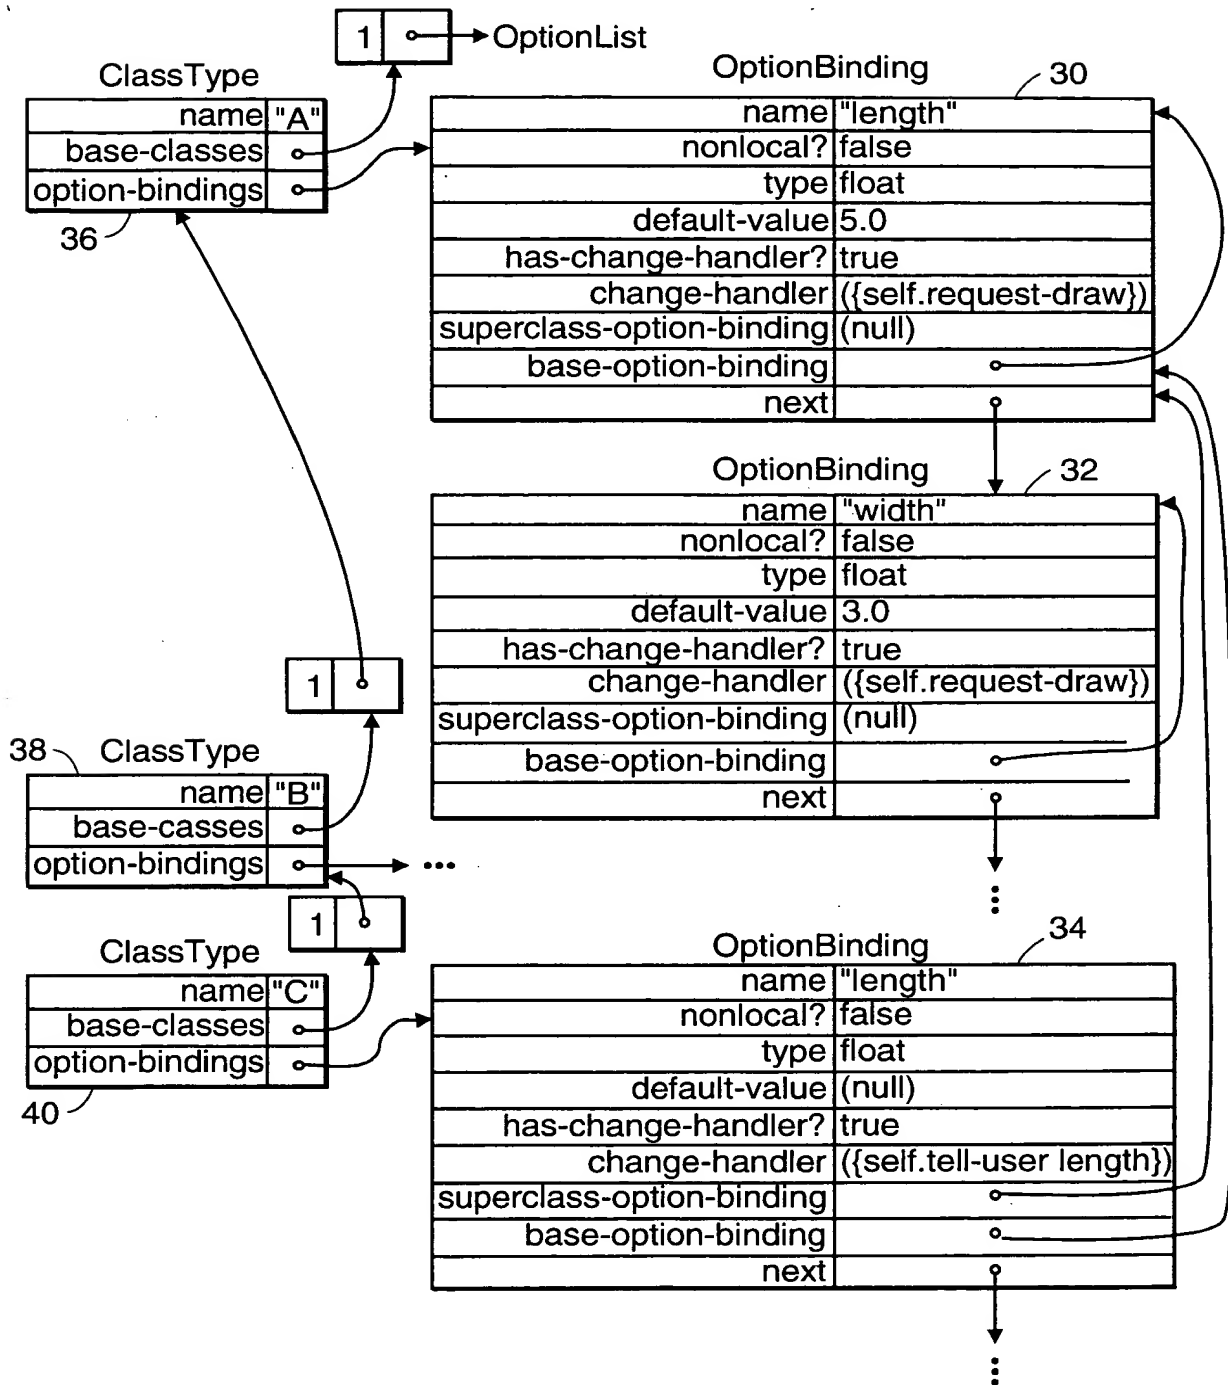 1 OptionList
ClassType
name "A"
base-classes
option-bindings
36
OptionBinding
30
name "length"
nonlocal? false
type float
default-value 5.0
has-change-handler? true
change-handler ({self.request-draw})
superclass-option-binding (null)
base-option-binding
next
OptionBinding
32
name "width"
nonlocal? false
type float
default-value 3.0
has-change-handler? true
change-handler ({self.request-draw})
superclass-option-binding (null)
base-option-binding
next
1
38
ClassType
name "B"
base-casses
option-bindings ...
1
ClassType
name "C"
base-classes
option-bindings
40
OptionBinding
34
name "length"
nonlocal? false
type float
default-value (null)
has-change-handler? true
change-handler ({self.tell-user length})
superclass-option-binding
base-option-binding
next